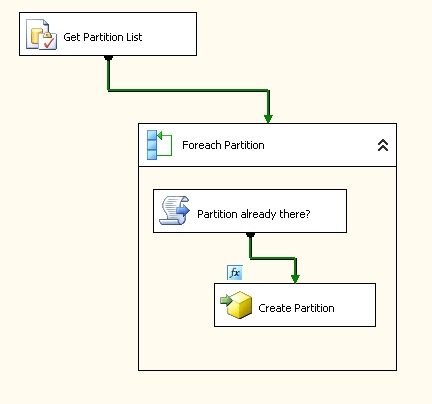 Get Partition List
Foreach Partition
Partition already there?
fx
Create Partition